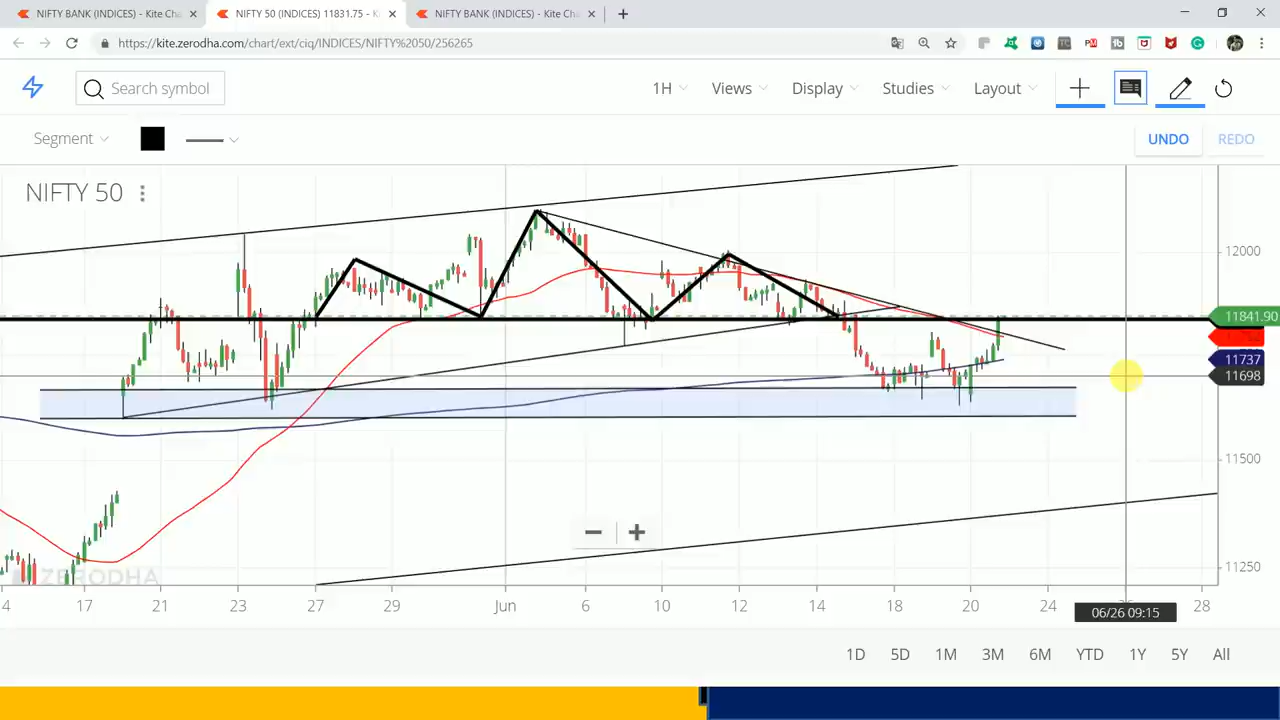 NIFTY BANK (INDICES) - Kite Cha
NIFTY 50 (INDICES) 11831.75 - K
NIFTY BANK (INDICES) - Kite Cha
https://kite.zerodha.com/chart/ext/ciq/INDICES/NIFTY%2050/256265
Search symbol
1H
Views
Display
Studies
Layout
Segment
UNDO
REDO
NIFTY 50
12000
11841.90
11737
11698
11500
11250
ZERODHA
4 17 21 23 27 29 Jun 6 10 12 14 18 20 24 28
06/26 09:15
1D 5D 1M 3M 6M YTD 1Y 5Y All